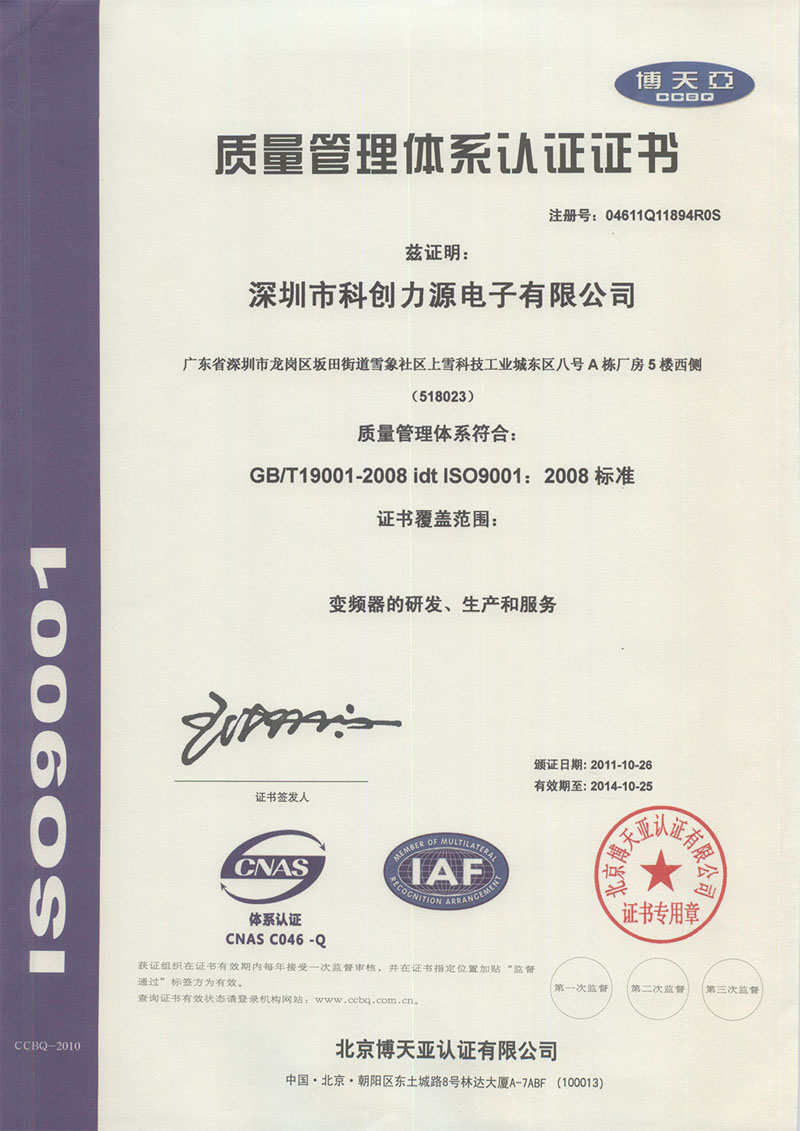 博天亞
CCBQ
质量管理体系认证证书
注册号：04611Q11894R0S
兹证明：
深圳市科创力源电子有限公司
广东省深圳市龙岗区坂田街道雪象社区上雪科技工业城东区八号A栋厂房5楼西侧
（518023）
质量管理体系符合：
GB/T19001-2008 idt ISO9001：2008 标准
证书覆盖范围：
变频器的研发、生产和服务
颁证日期: 2011-10-26
有效期至: 2014-10-25
证书签发人
CNAS
体系认证
CNAS C046 -Q
MEMBER OF MULTILATERAL
IAF
RECOGNITION ARRANGEMENT
北京博天亚认证有限公司
证书专用章
获证组织在证书有效期内每年接受一次监督审核，并在证书指定位置加贴“监督
通过”标签方为有效。
查询证书有效状态请登录机构网站：www.ccbq.com.cn。
第一次监督
第二次监督
第三次监督
北京博天亚认证有限公司
中国·北京·朝阳区东土城路8号林达大厦A-7ABF （100013）
ISO9001
CCBQ-2010